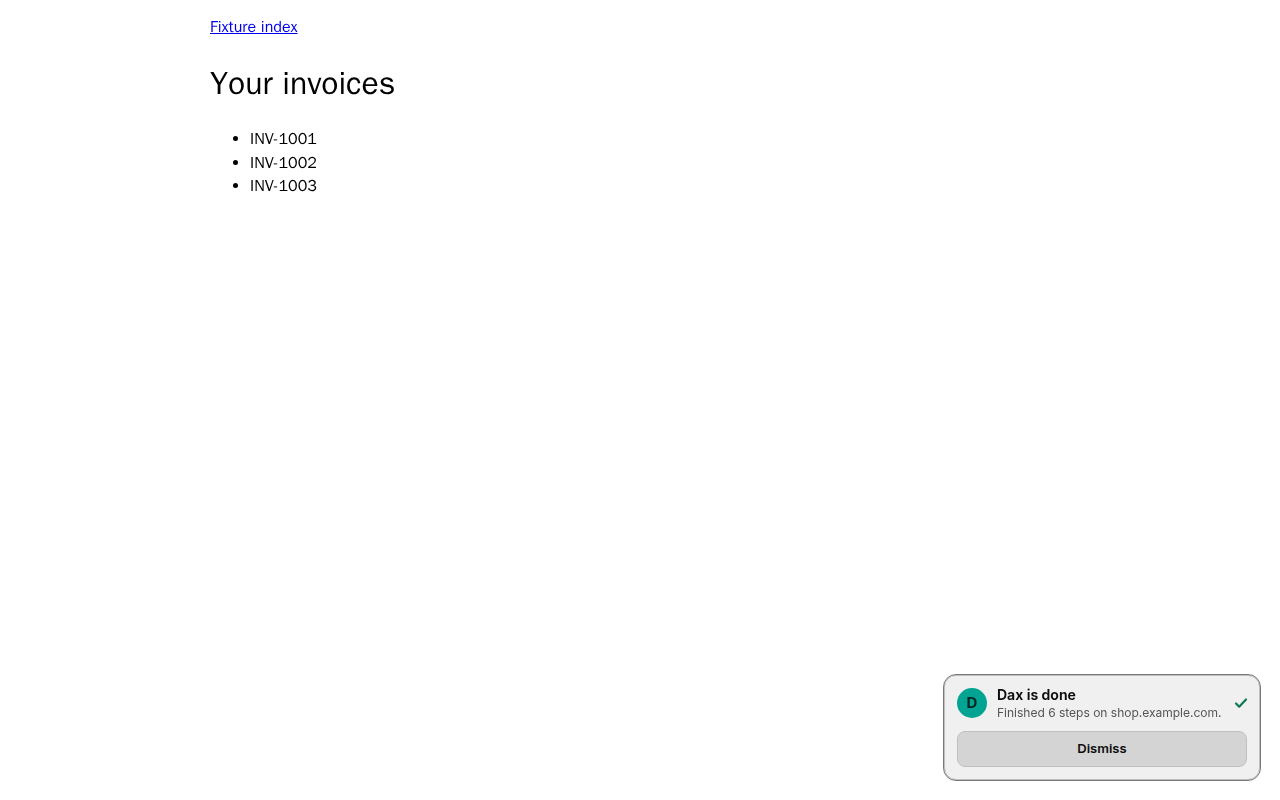 Fixture index
Your invoices
INV-1001
INV-1002
INV-1003
D
Dax is done
Finished 6 steps on shop.example.com.
Dismiss